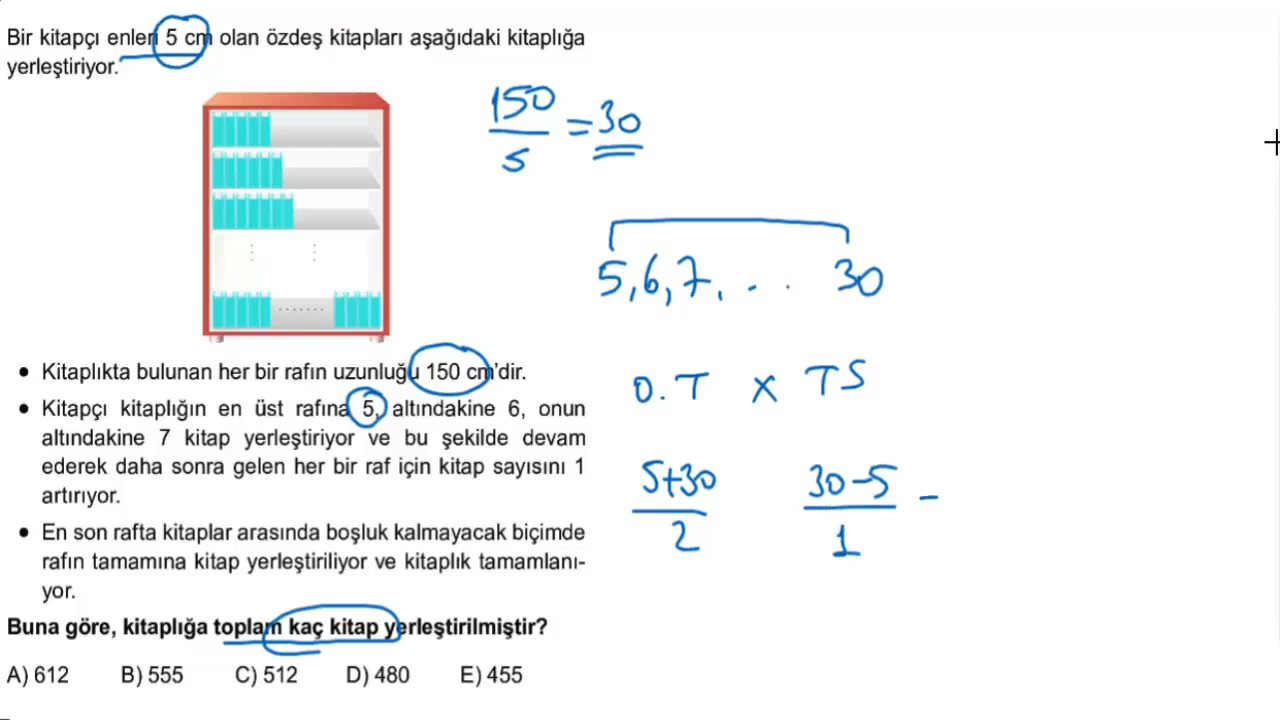 Bir kitapçı enleri 5 cm olan özdeş kitapları aşağıdaki kitaplığa
yerleştiriyor.
150
5
=30
5, 6, 7, . . . 30
• Kitaplıkta bulunan her bir rafın uzunluğu 150 cm'dir.
• Kitapçı kitaplığın en üst rafına 5, altındakine 6, onun
altındakine 7 kitap yerleştiriyor ve bu şekilde devam
ederek daha sonra gelen her bir raf için kitap sayısını 1
artırıyor.
• En son rafta kitaplar arasında boşluk kalmayacak biçimde
rafın tamamına kitap yerleştiriliyor ve kitaplık tamamlanı-
yor.
O.T x TS
5+30
2
30-5
1
-
Buna göre, kitaplığa toplam kaç kitap yerleştirilmiştir?
A) 612 B) 555 C) 512 D) 480 E) 455